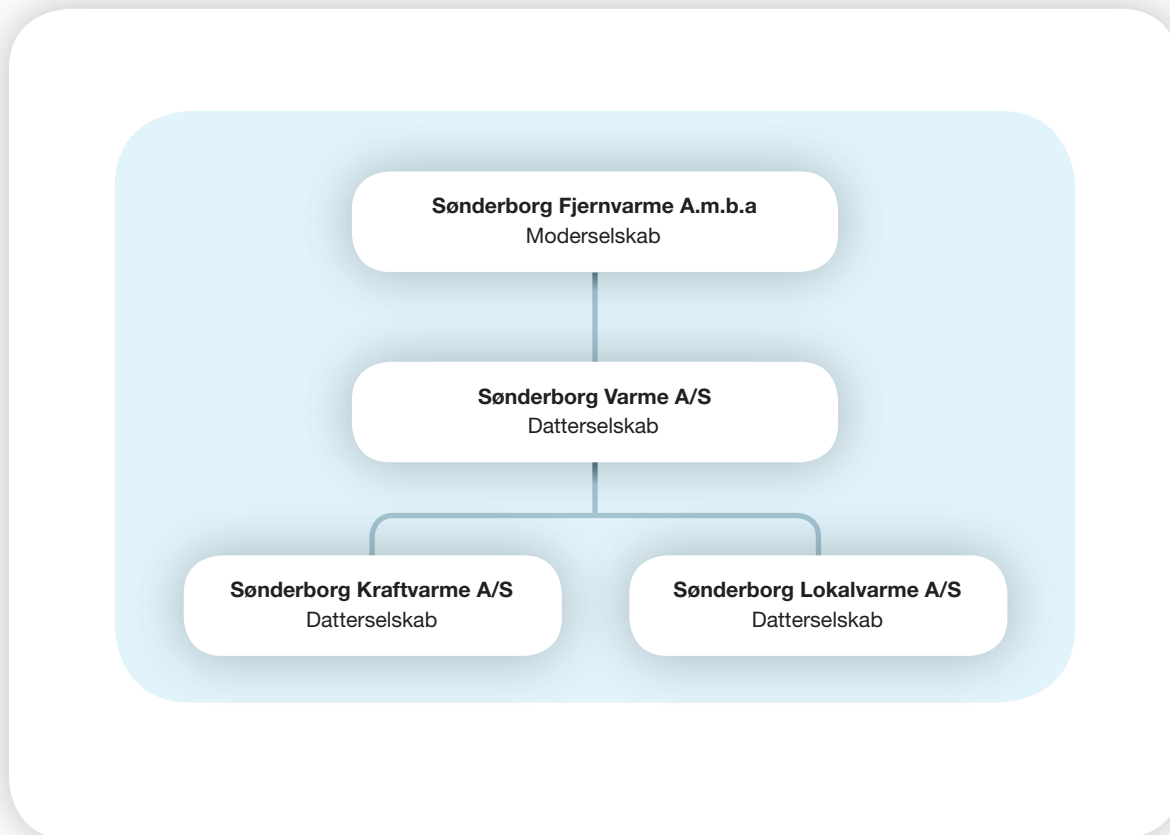 Sønderborg Fjernvarme A.m.b.a
Moderselskab
Sønderborg Varme A/S
Datterselskab
Sønderborg Kraftvarme A/S
Datterselskab
Sønderborg Lokalvarme A/S
Datterselskab